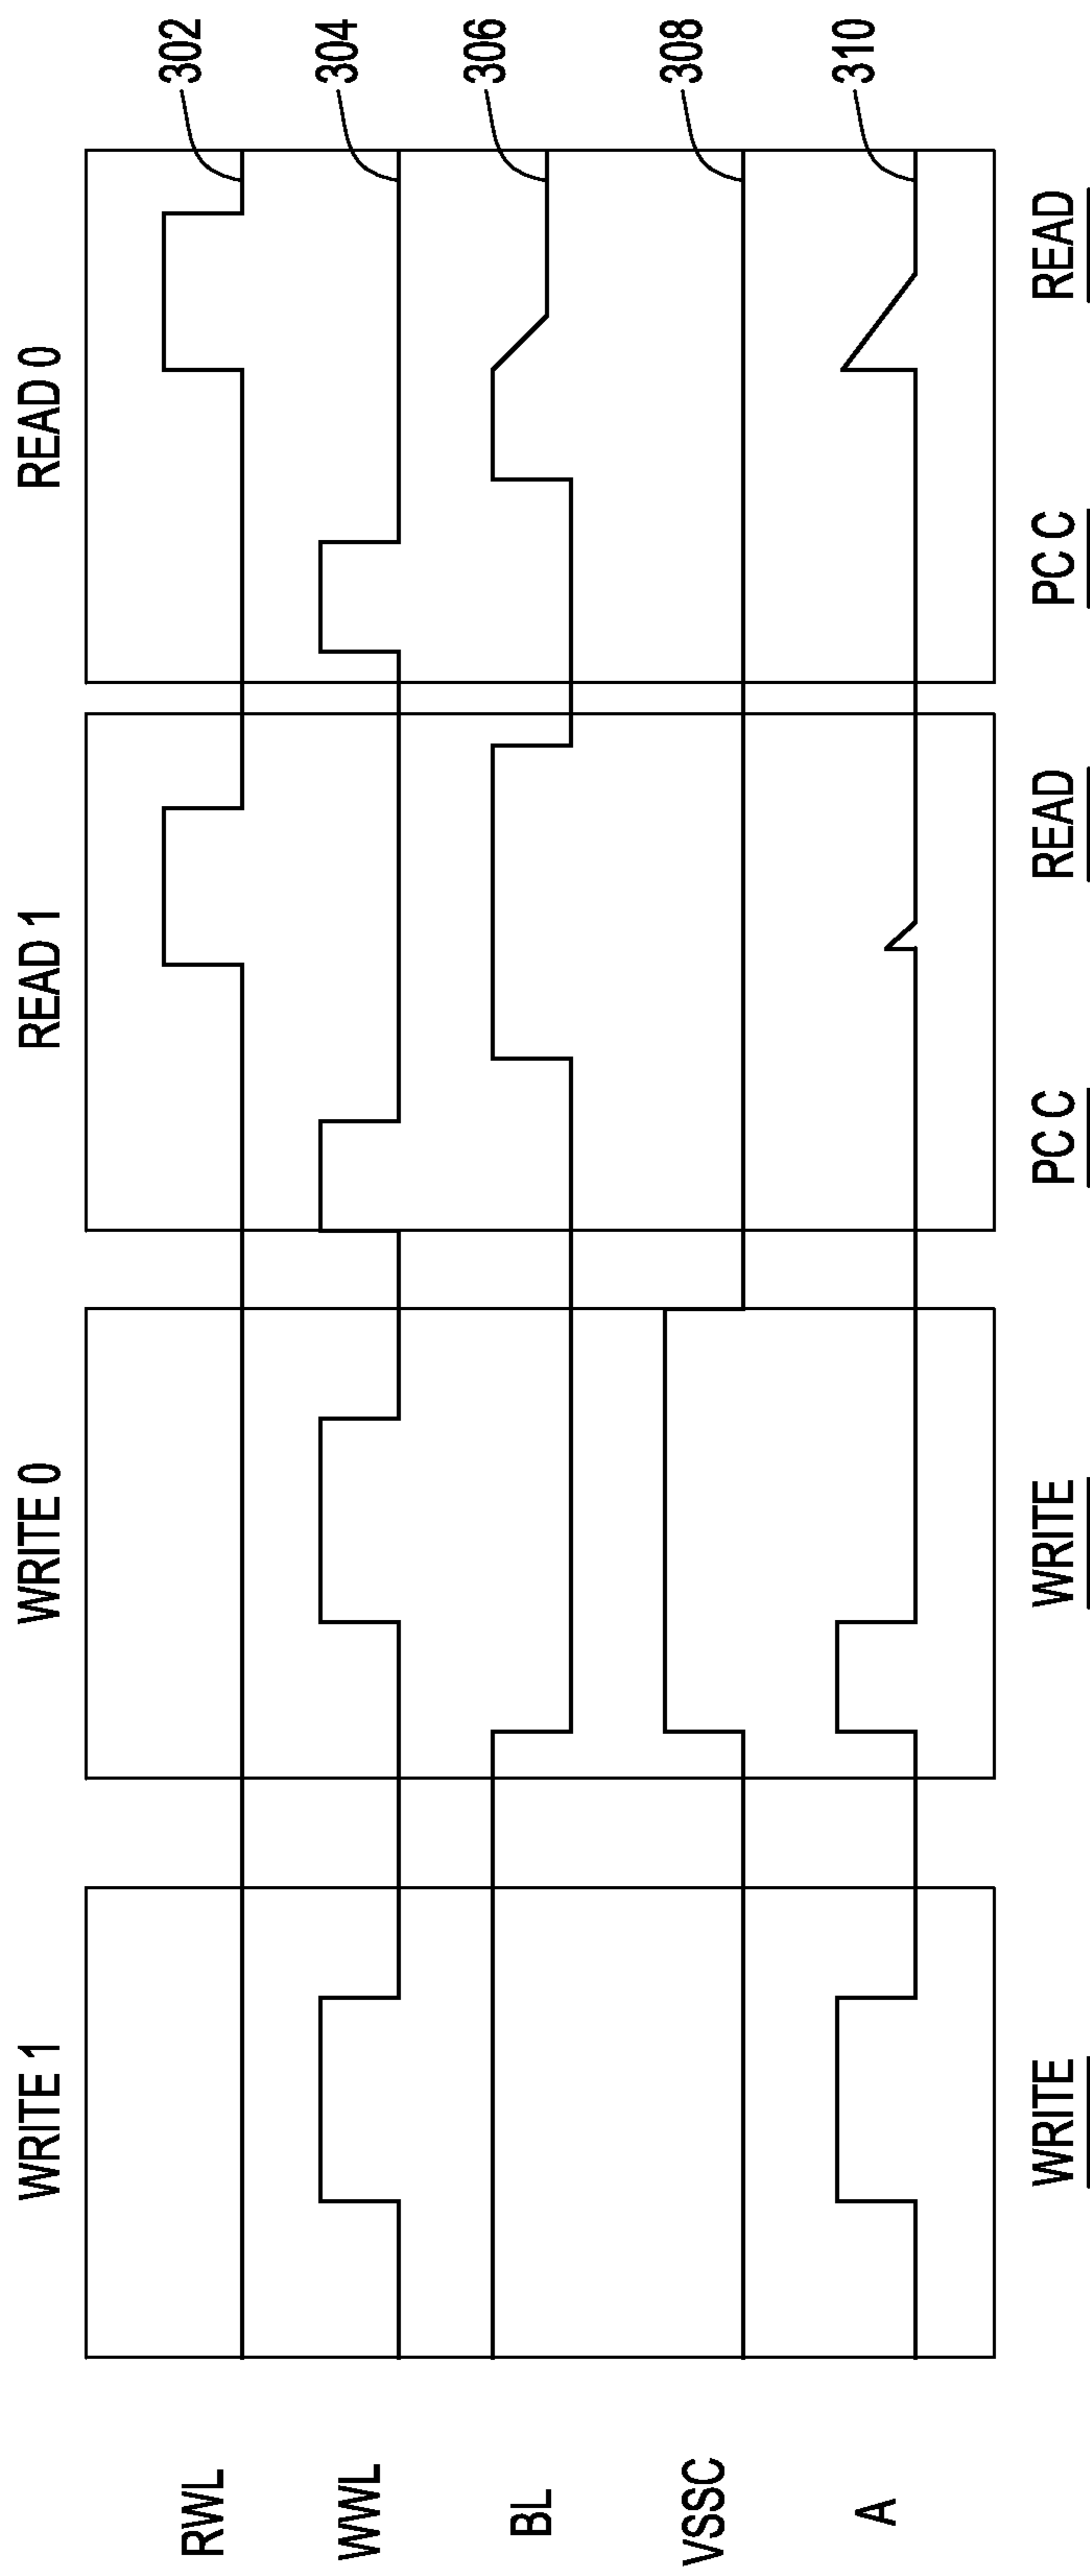 WRITE 1 WRITE 0 READ 1 READ 0
RWL 302
WWL 304
BL 306
VSSC 308
A 310
WRITE WRITE PC C READ PC C READ